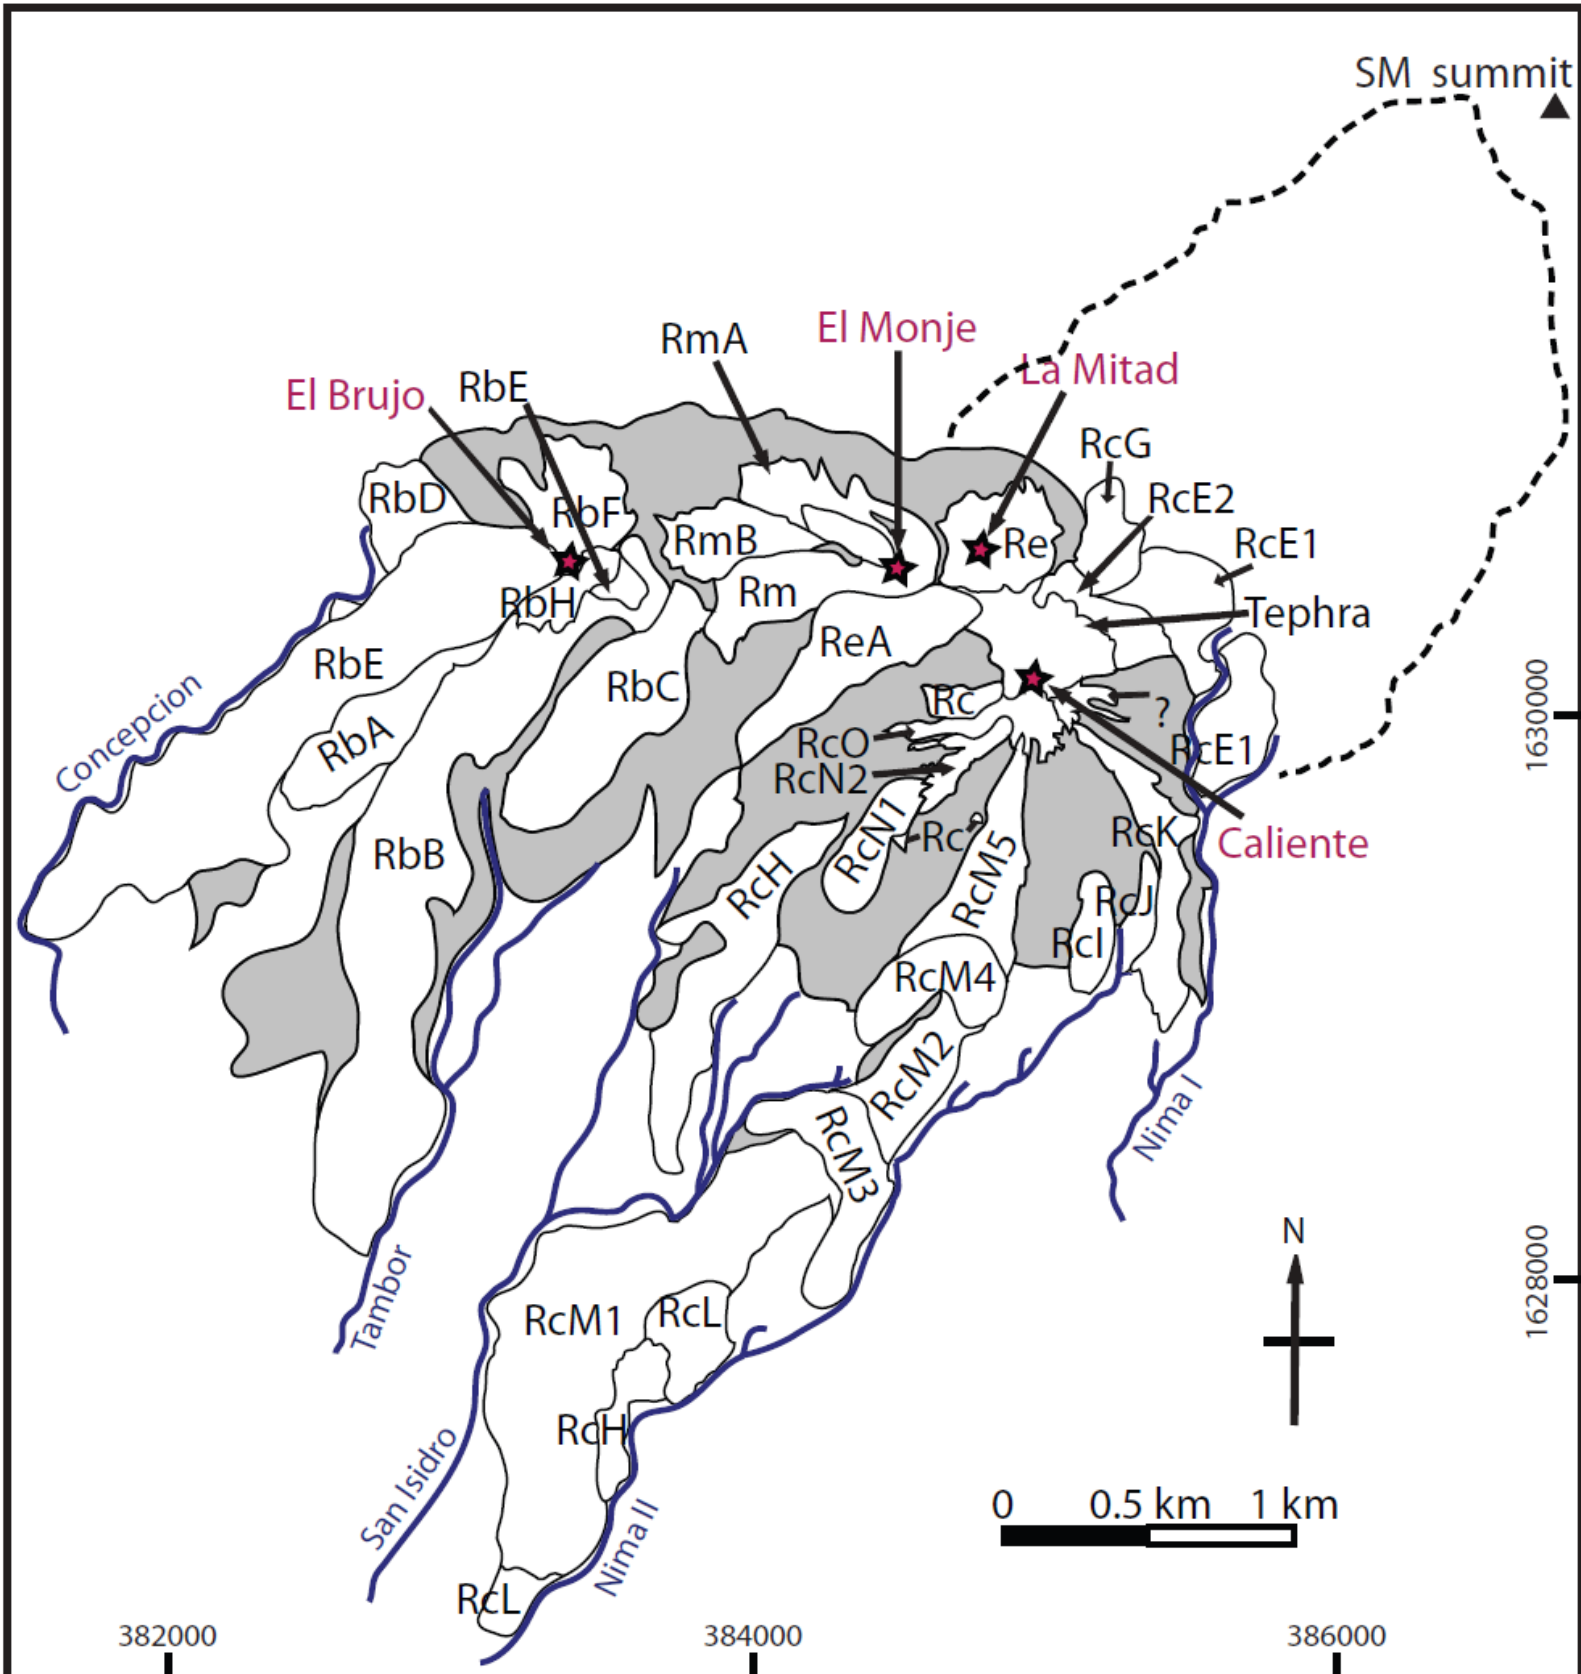 SM summit
El Monje
RmA
La Mitad
RbE
El Brujo
RcG
RbD
RcE2
RbF
RmB
Re
RcE1
RbH
Rm
Tephra
ReA
RbE
RbC
Rc
?
Concepcion
RbA
RcO
RcE1
1630000
RcN2
RcN1
Rc
RcK
Caliente
RbB
RcH
RcM5
RcJ
RcI
RcM4
RcM2
Nima I
RcM3
N
Tambor
1628000
RcM1
RcL
RcH
San Isidro
0 0.5 km 1 km
Nima II
RcL
382000 384000 386000